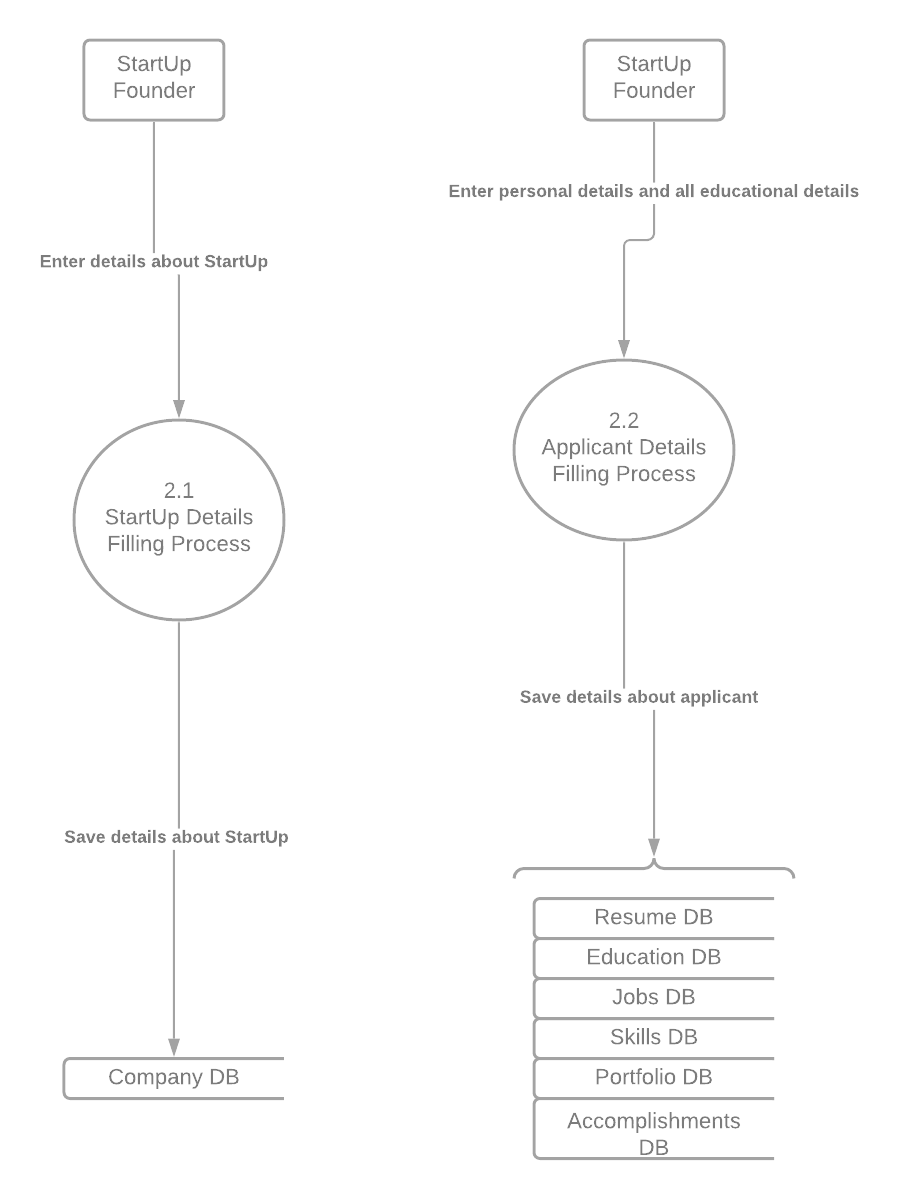 StartUp
Founder
Enter details about StartUp
2.1
StartUp Details
Filling Process
Save details about StartUp
Company DB
StartUp
Founder
Enter personal details and all educational details
2.2
Applicant Details
Filling Process
Save details about applicant
Resume DB
Education DB
Jobs DB
Skills DB
Portfolio DB
Accomplishments
DB